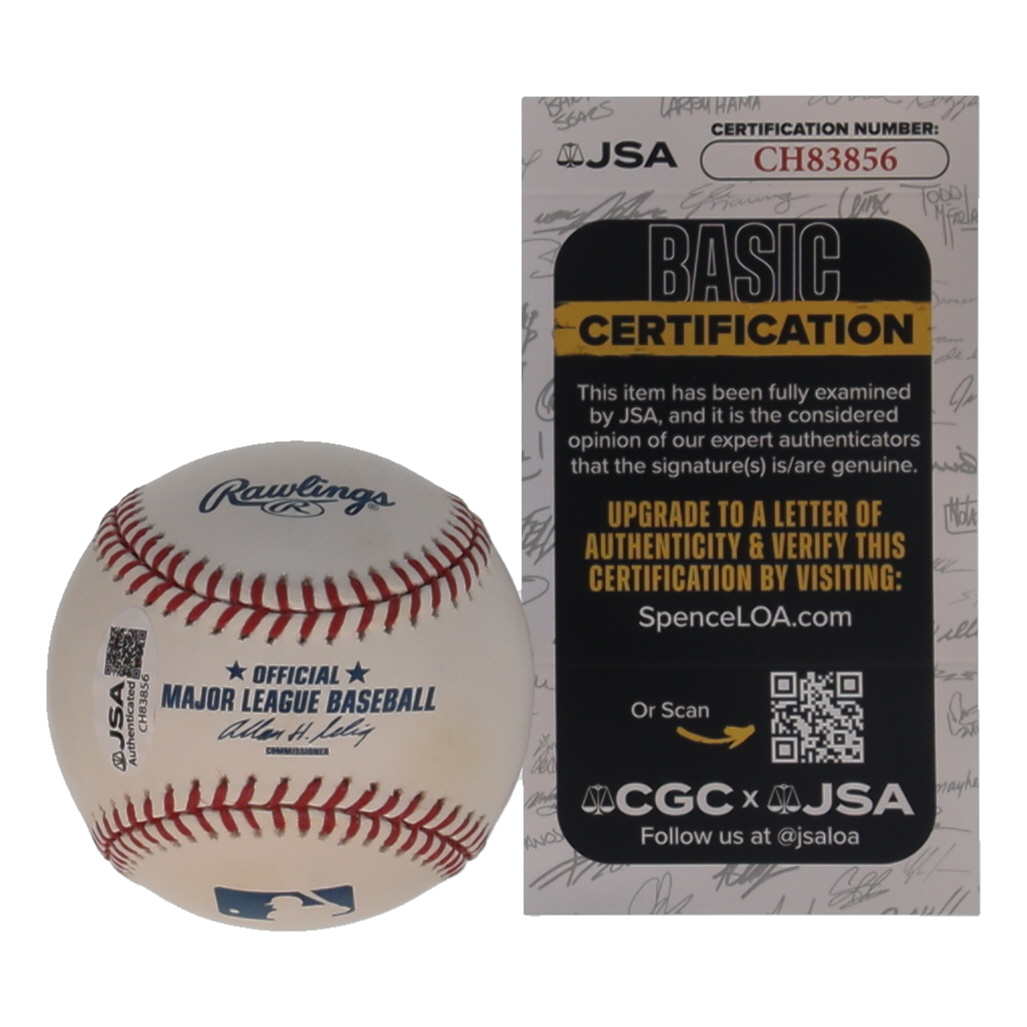 Rawlings
R
®
JSA
Authenticated
CH83856
★ OFFICIAL ★
MAJOR LEAGUE BASEBALL
Allan H. Selig
COMMISSIONER
JSA
CERTIFICATION NUMBER:
CH83856
LARRY HAMA
TODD
BASIC
CERTIFICATION
This item has been fully examined
by JSA, and it is the considered
opinion of our expert authenticators
that the signature(s) is/are genuine.
UPGRADE TO A LETTER OF
AUTHENTICITY & VERIFY THIS
CERTIFICATION BY VISITING:
SpenceLOA.com
Or Scan
CGC x JSA
Follow us at @jsaloa